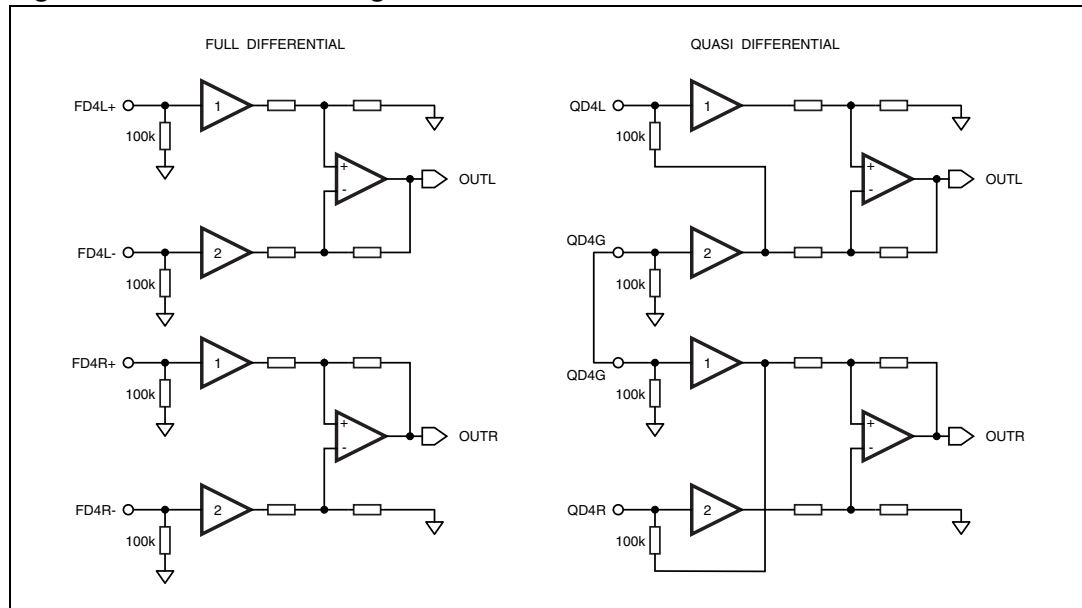 FULL DIFFERENTIAL
QUASI DIFFERENTIAL
FD4L+
1
100k
+
-
OUTL
FD4L-
2
100k
FD4R+
1
100k
+
-
OUTR
FD4R-
2
100k
QD4L
1
100k
+
-
OUTL
QD4G
2
100k
QD4G
1
100k
+
-
OUTR
QD4R
2
100k